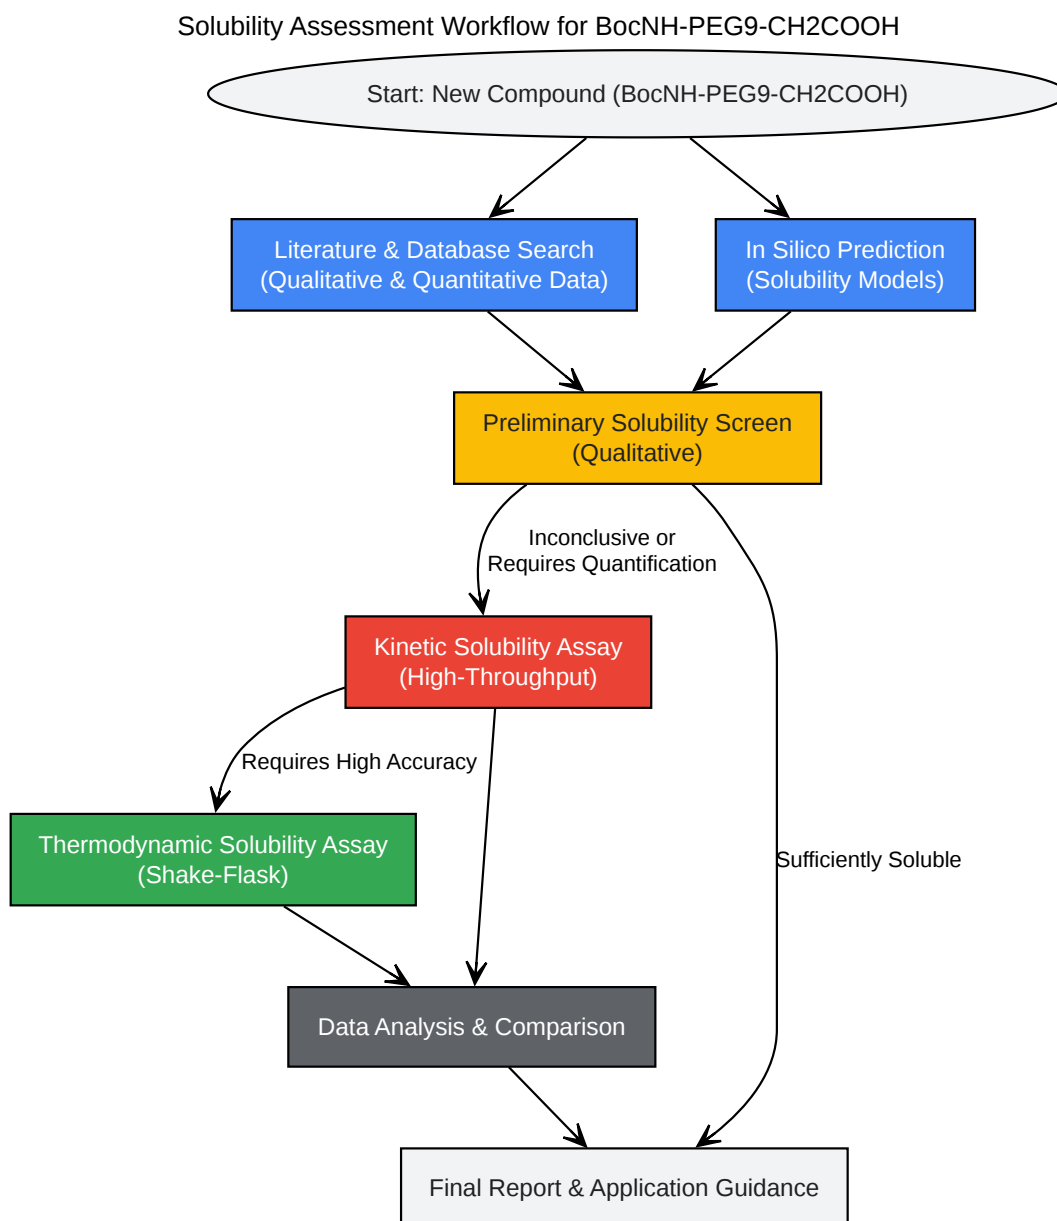 Solubility Assessment Workflow for BocNH-PEG9-CH2COOH
Start: New Compound (BocNH-PEG9-CH2COOH)
Literature & Database Search
(Qualitative & Quantitative Data)
In Silico Prediction
(Solubility Models)
Preliminary Solubility Screen
(Qualitative)
Inconclusive or
Requires Quantification
Kinetic Solubility Assay
(High-Throughput)
Requires High Accuracy
Thermodynamic Solubility Assay
(Shake-Flask)
Sufficiently Soluble
Data Analysis & Comparison
Final Report & Application Guidance